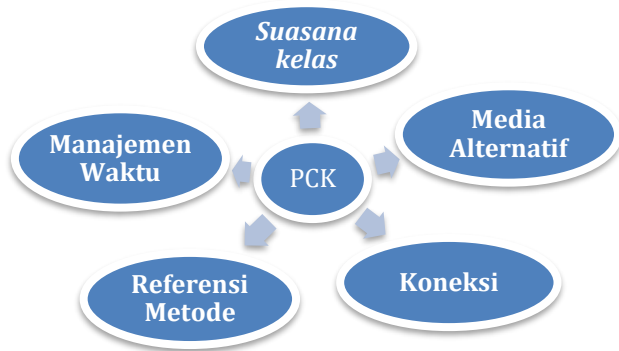 Suasana
kelas
Media
Alternatif
Koneksi
Referensi
Metode
Manajemen
Waktu
PCK